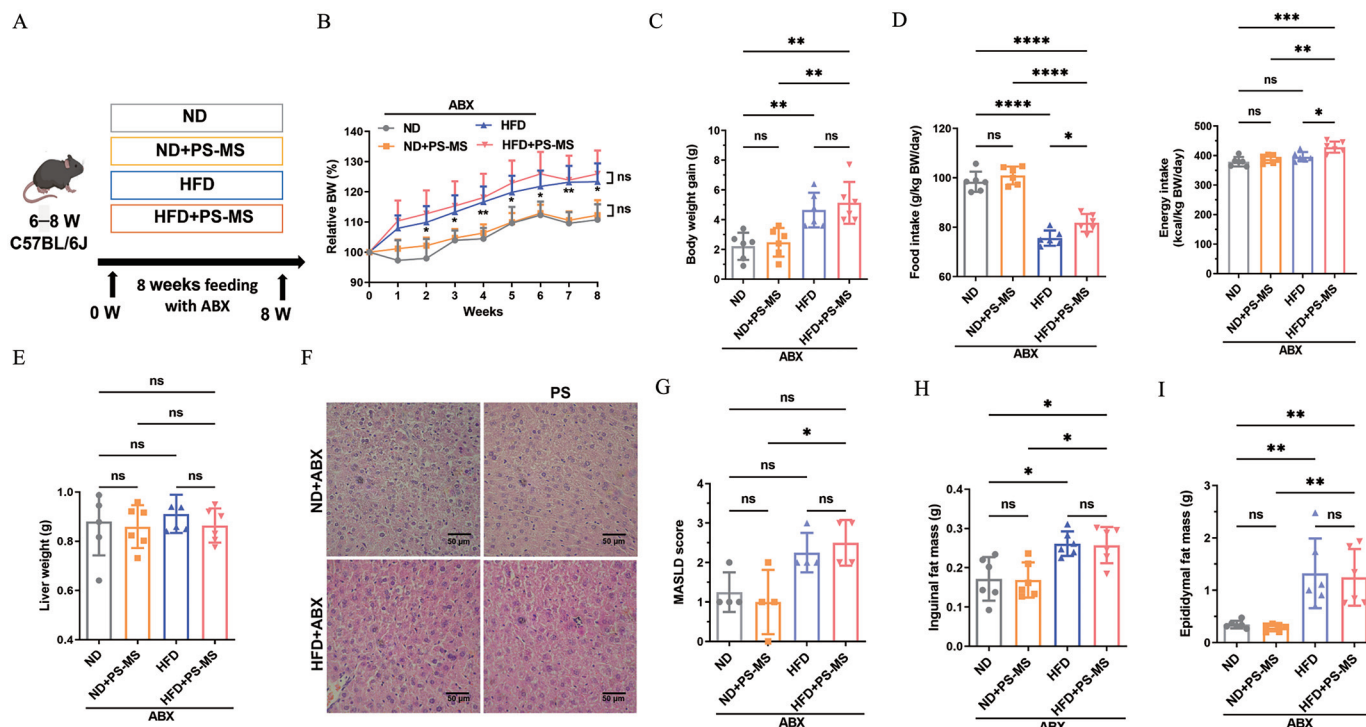 A
ND
ND+PS-MS
HFD
HFD+PS-MS
6–8 W
C57BL/6J
8 weeks feeding
with ABX
0 W
8 W
B
ABX
ND
HFD
ND+PS-MS
HFD+PS-MS
Relative BW (%)
140
130
120
110
100
90
0 1 2 3 4 5 6 7 8
Weeks
* * ** * * ** *
ns
ns
C
**
**
**
ns
ns
Body weight gain (g)
10
8
6
4
2
0
ND
ND+PS-MS
HFD
HFD+PS-MS
ABX
D
****
****
****
ns
*
Food intake (g/kg BW/day)
120
100
80
60
ND
ND+PS-MS
HFD
HFD+PS-MS
ABX
***
**
ns
ns
*
Energy intake
(kcal/kg BW/day)
500
400
300
200
100
0
ND
ND+PS-MS
HFD
HFD+PS-MS
ABX
E
ns
ns
ns
ns
ns
Liver weight (g)
1.0
0.8
0.6
0.4
ND
ND+PS-MS
HFD
HFD+PS-MS
ABX
F
PS
ND+ABX
HFD+ABX
50 μm
50 μm
50 μm
50 μm
G
ns
*
ns
ns
ns
MASLD score
4
3
2
1
0
ND
ND+PS-MS
HFD
HFD+PS-MS
ABX
H
*
*
*
ns
ns
Inguinal fat mass (g)
0.4
0.3
0.2
0.1
0.0
ND
ND+PS-MS
HFD
HFD+PS-MS
ABX
I
**
**
**
ns
ns
Epididymal fat mass (g)
3
2
1
0
ND
ND+PS-MS
HFD
HFD+PS-MS
ABX